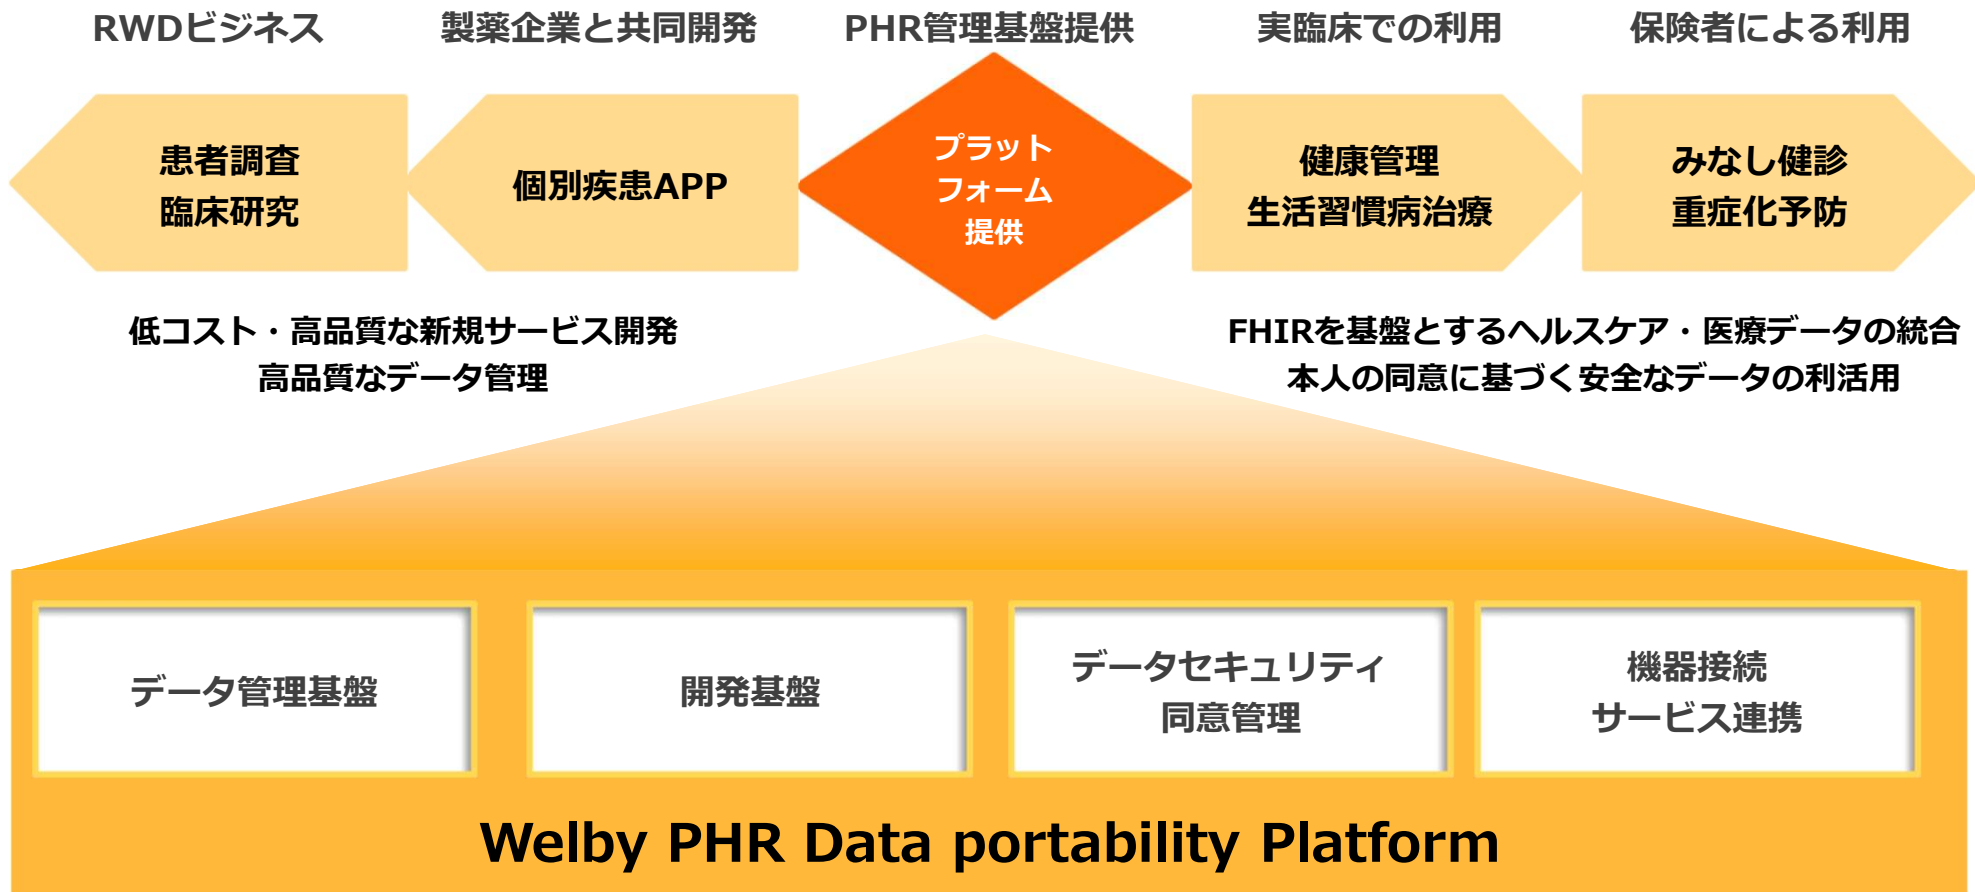 RWDビジネス
製薬企業と共同開発
PHR管理基盤提供
実臨床での利用
保険者による利用
患者調査
臨床研究
個別疾患APP
プラット
フォーム
提供
健康管理
生活習慣病治療
みなし健診
重症化予防
低コスト・高品質な新規サービス開発
高品質なデータ管理
FHIRを基盤とするヘルスケア・医療データの統合
本人の同意に基づく安全なデータの利活用
データ管理基盤
開発基盤
データセキュリティ
同意管理
機器接続
サービス連携
Welby PHR Data portability Platform